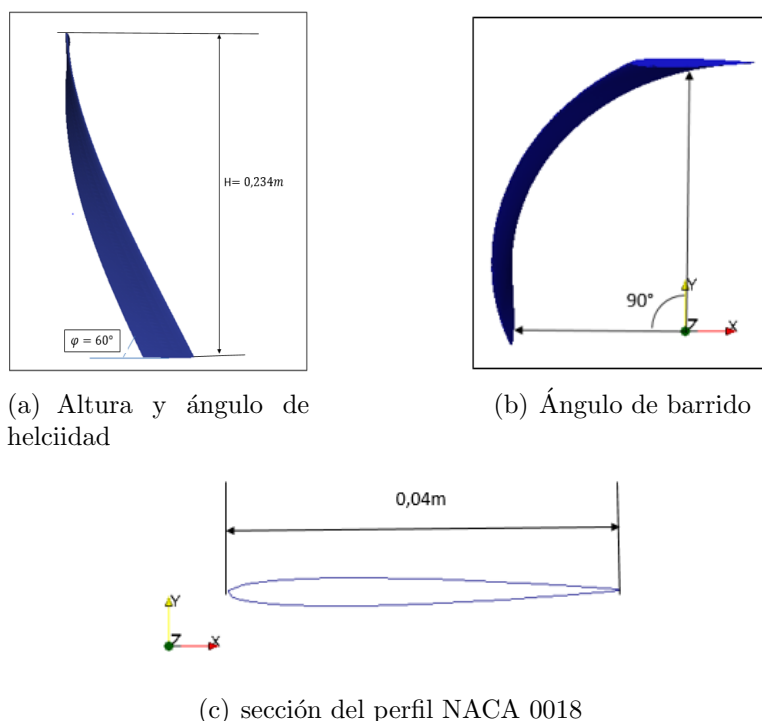 H= 0,234m
φ = 60°
(a) Altura y ángulo de
helciidad
90°
Y
Z
X
(b) Ángulo de barrido
0,04m
Y
Z
X
(c) sección del perfil NACA 0018